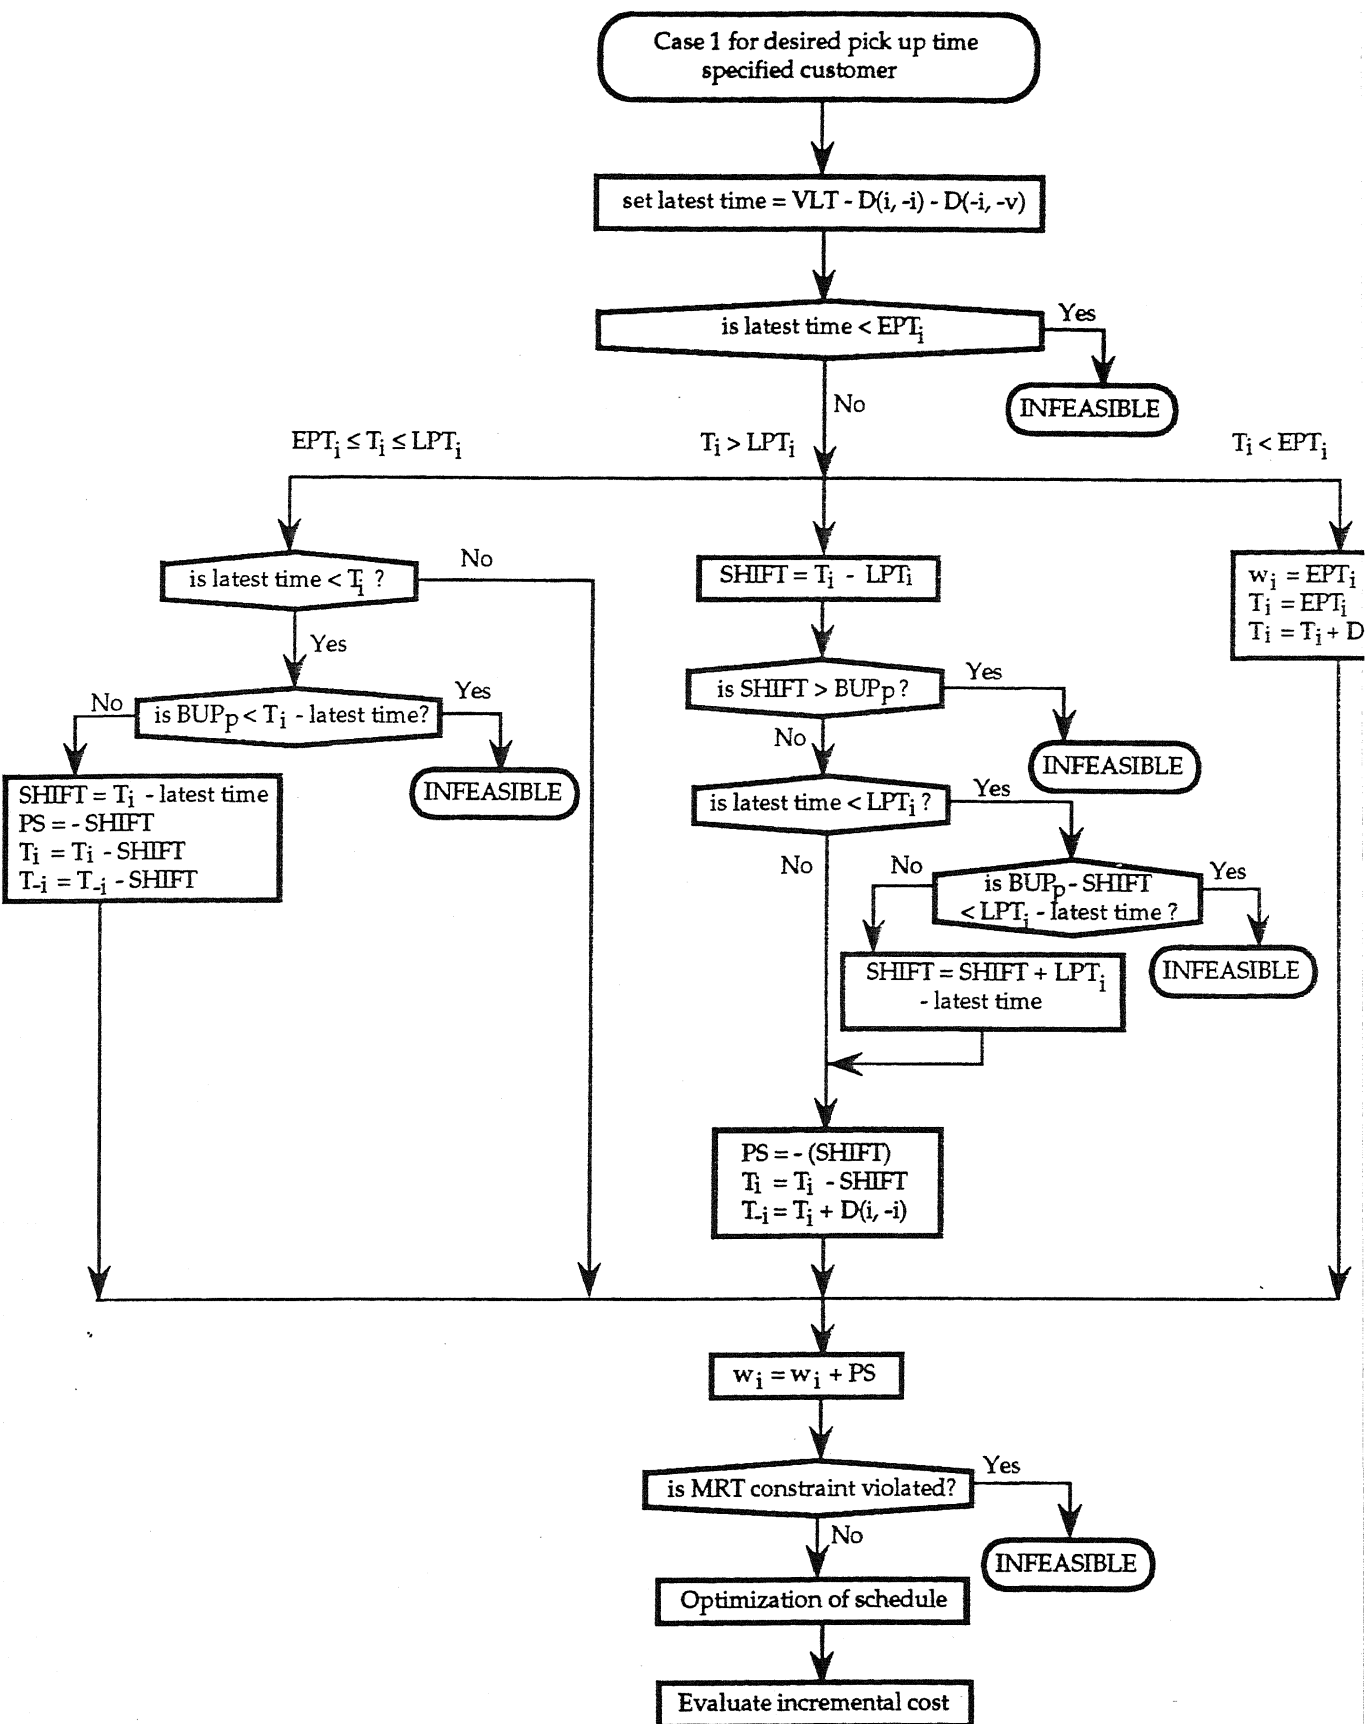 Case 1 for desired pick up time
specified customer
set latest time = VLT - D(i, -i) - D(-i, -v)
is latest time < EPTi
Yes
INFEASIBLE
No
EPTi ≤ Ti ≤ LPTi
Ti > LPTi
Ti < EPTi
is latest time < Ti ?
No
Yes
is BUPp < Ti - latest time?
No
Yes
INFEASIBLE
SHIFT = Ti - latest time
PS = - SHIFT
Ti = Ti - SHIFT
T-i = T-i - SHIFT
SHIFT = Ti - LPTi
is SHIFT > BUPp ?
Yes
INFEASIBLE
No
is latest time < LPTi ?
Yes
No
is BUPp - SHIFT
< LPTi - latest time ?
No
Yes
INFEASIBLE
SHIFT = SHIFT + LPTi
- latest time
PS = - (SHIFT)
Ti = Ti - SHIFT
T-i = Ti + D(i, -i)
wi = EPTi
Ti = EPTi
Ti = Ti + D
wi = wi + PS
is MRT constraint violated?
Yes
INFEASIBLE
No
Optimization of schedule
Evaluate incremental cost